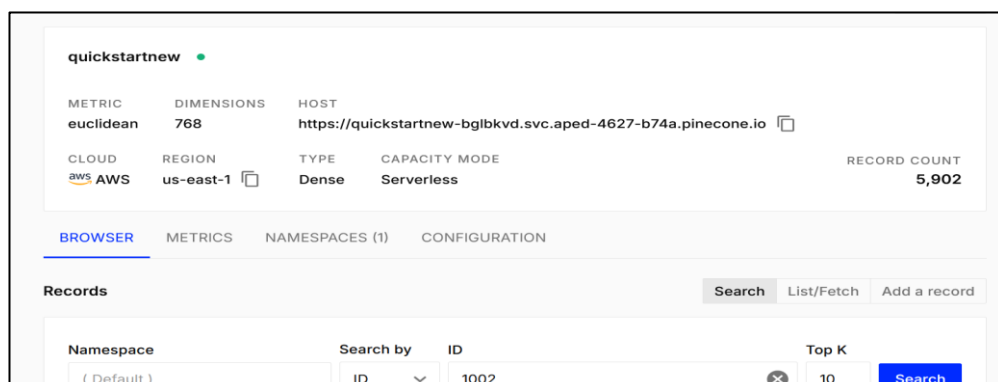 quickstartnew
METRIC DIMENSIONS HOST
euclidean 768 https://quickstartnew-bglbkvd.svc.aped-4627-b74a.pinecone.io
CLOUD REGION TYPE CAPACITY MODE RECORD COUNT
aws AWS us-east-1 Dense Serverless 5,902
BROWSER METRICS NAMESPACES (1) CONFIGURATION
Records Search List/Fetch Add a record
Namespace Search by ID Top K
( Default ) ID 1002 10 Search